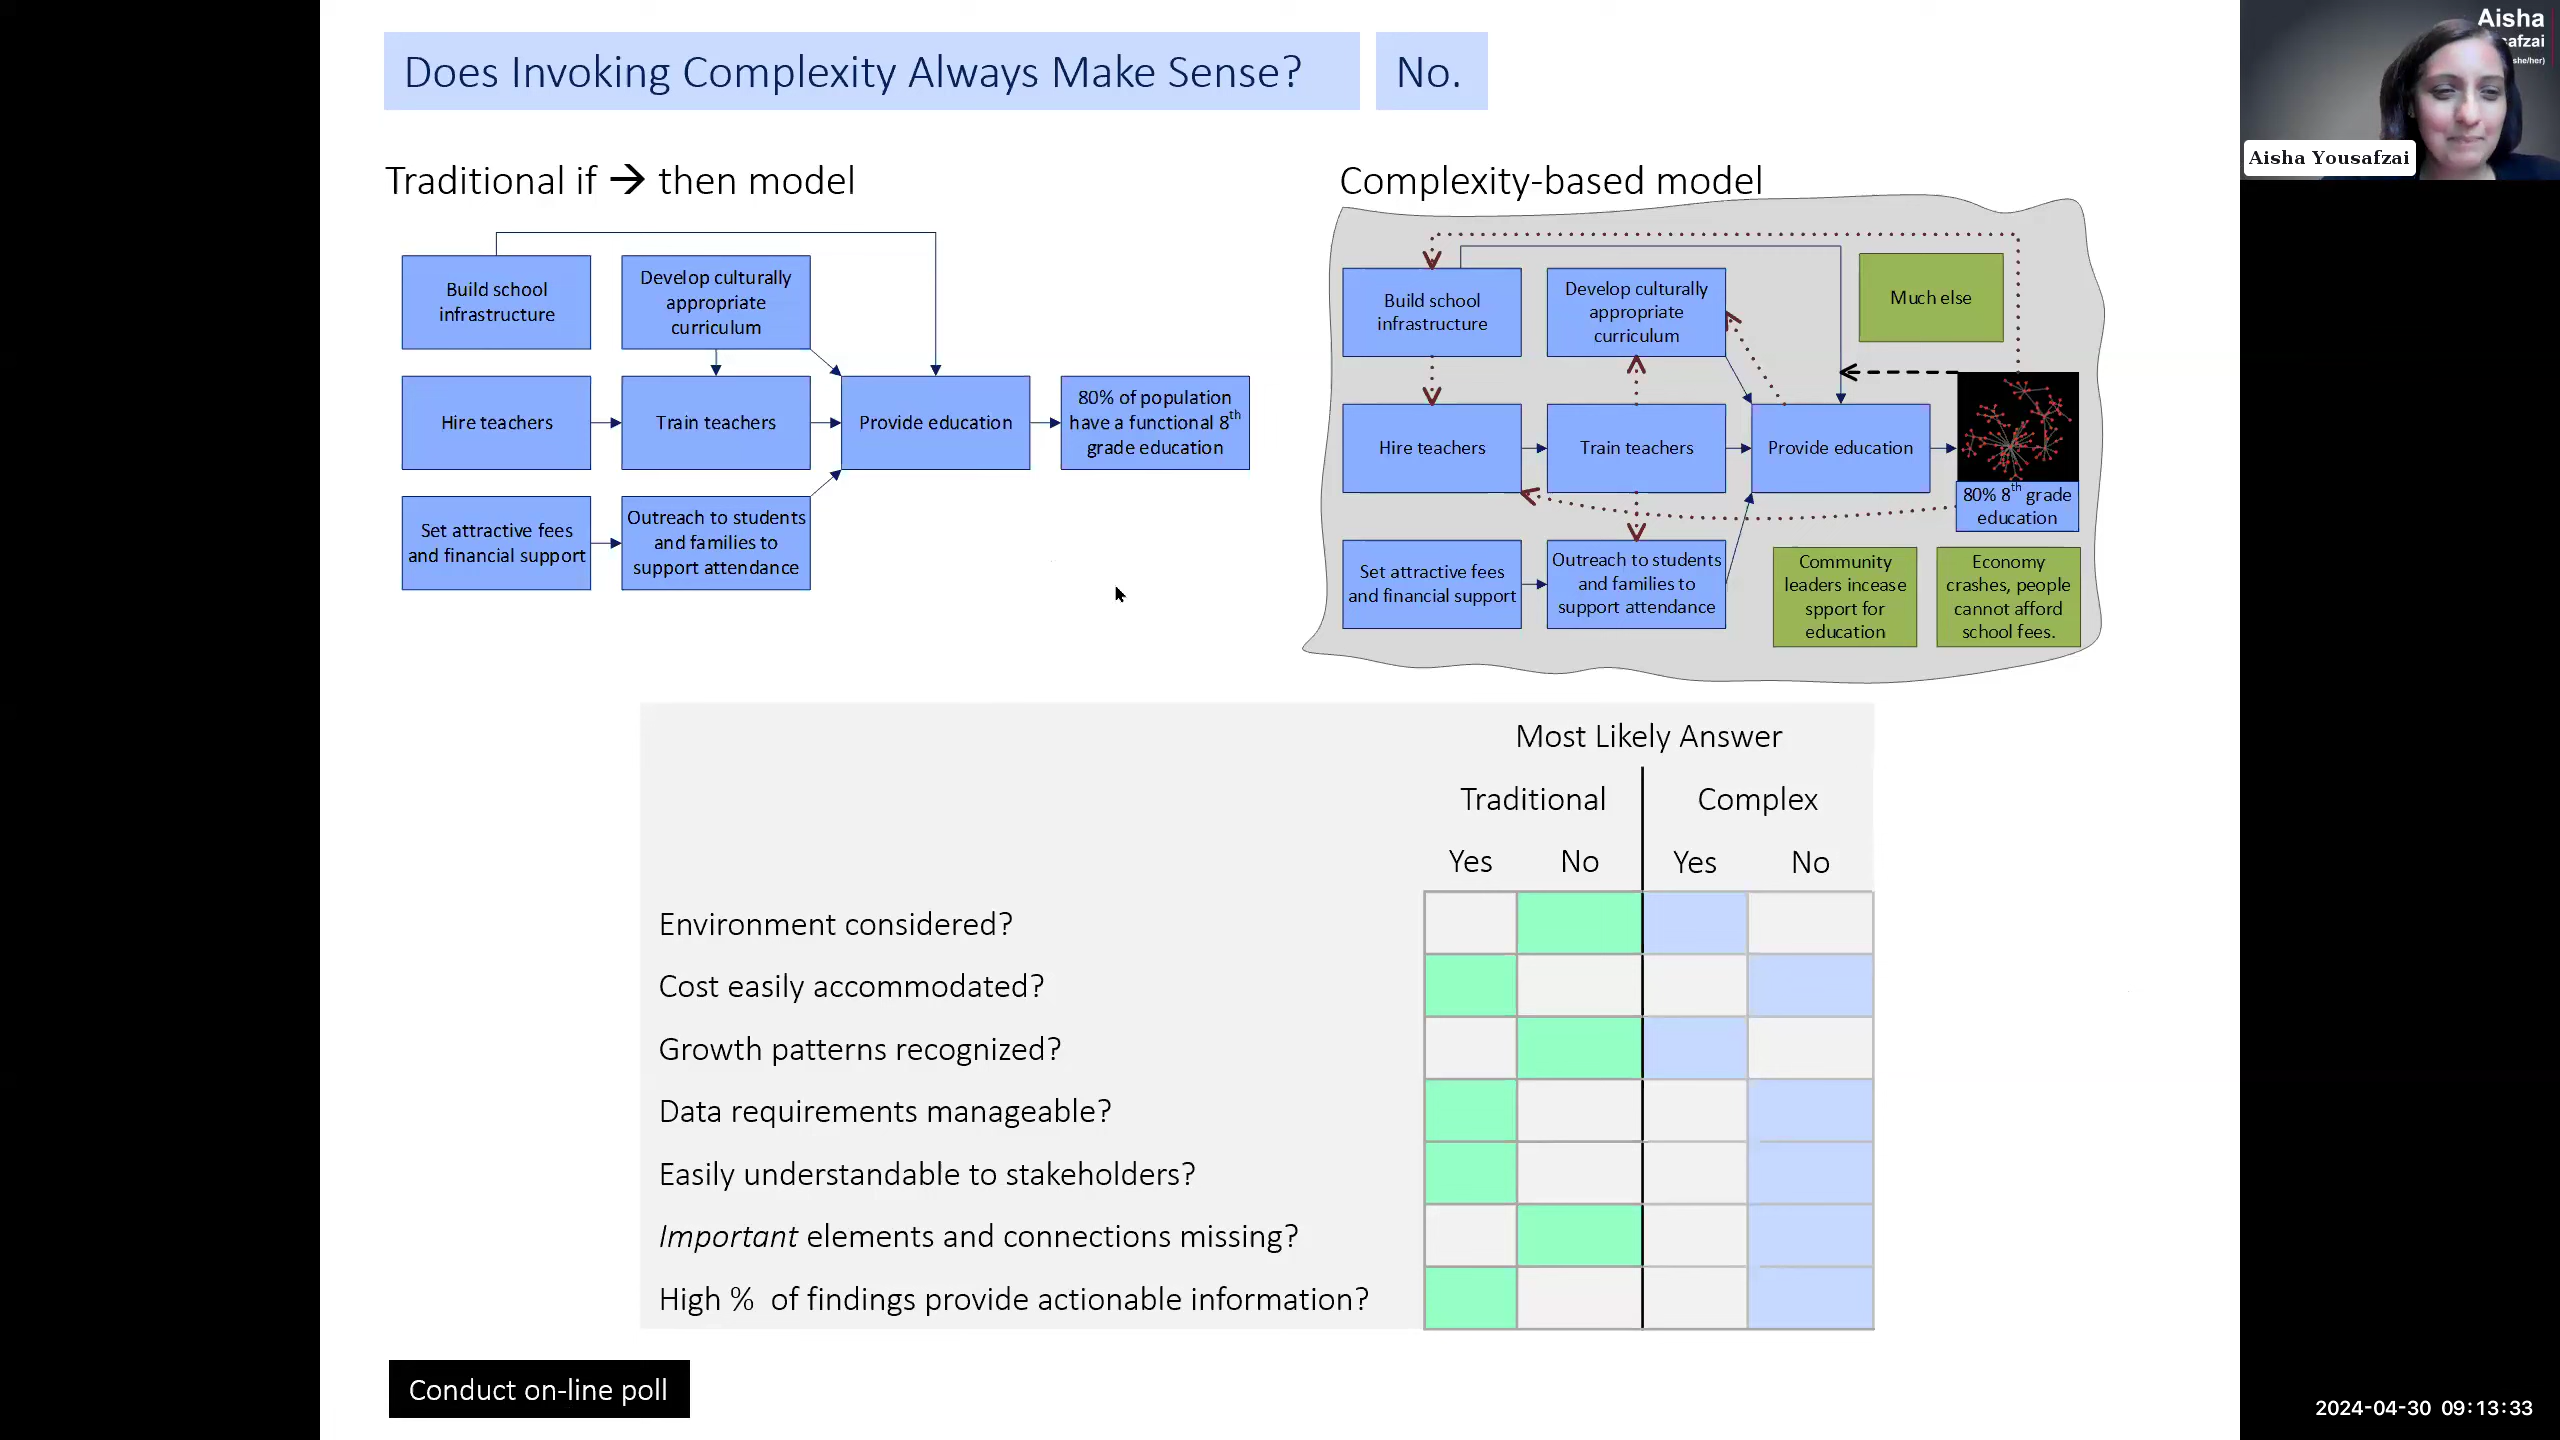 Does Invoking Complexity Always Make Sense?
No.
Aisha
afzai
she/her)
Aisha Yousafzai
Traditional if → then model
Build school
infrastructure
Develop culturally
appropriate
curriculum
Hire teachers
Train teachers
Provide education
80% of population
have a functional 8th
grade education
Set attractive fees
and financial support
Outreach to students
and families to
support attendance
Complexity-based model
Build school
infrastructure
Develop culturally
appropriate
curriculum
Much else
Hire teachers
Train teachers
Provide education
80% 8th grade
education
Set attractive fees
and financial support
Outreach to students
and families to
support attendance
Community
leaders incease
spport for
education
Economy
crashes, people
cannot afford
school fees.
Most Likely Answer
Traditional Complex
Yes No Yes No
Environment considered?
Cost easily accommodated?
Growth patterns recognized?
Data requirements manageable?
Easily understandable to stakeholders?
Important elements and connections missing?
High % of findings provide actionable information?
Conduct on-line poll
2024-04-30 09:13:33